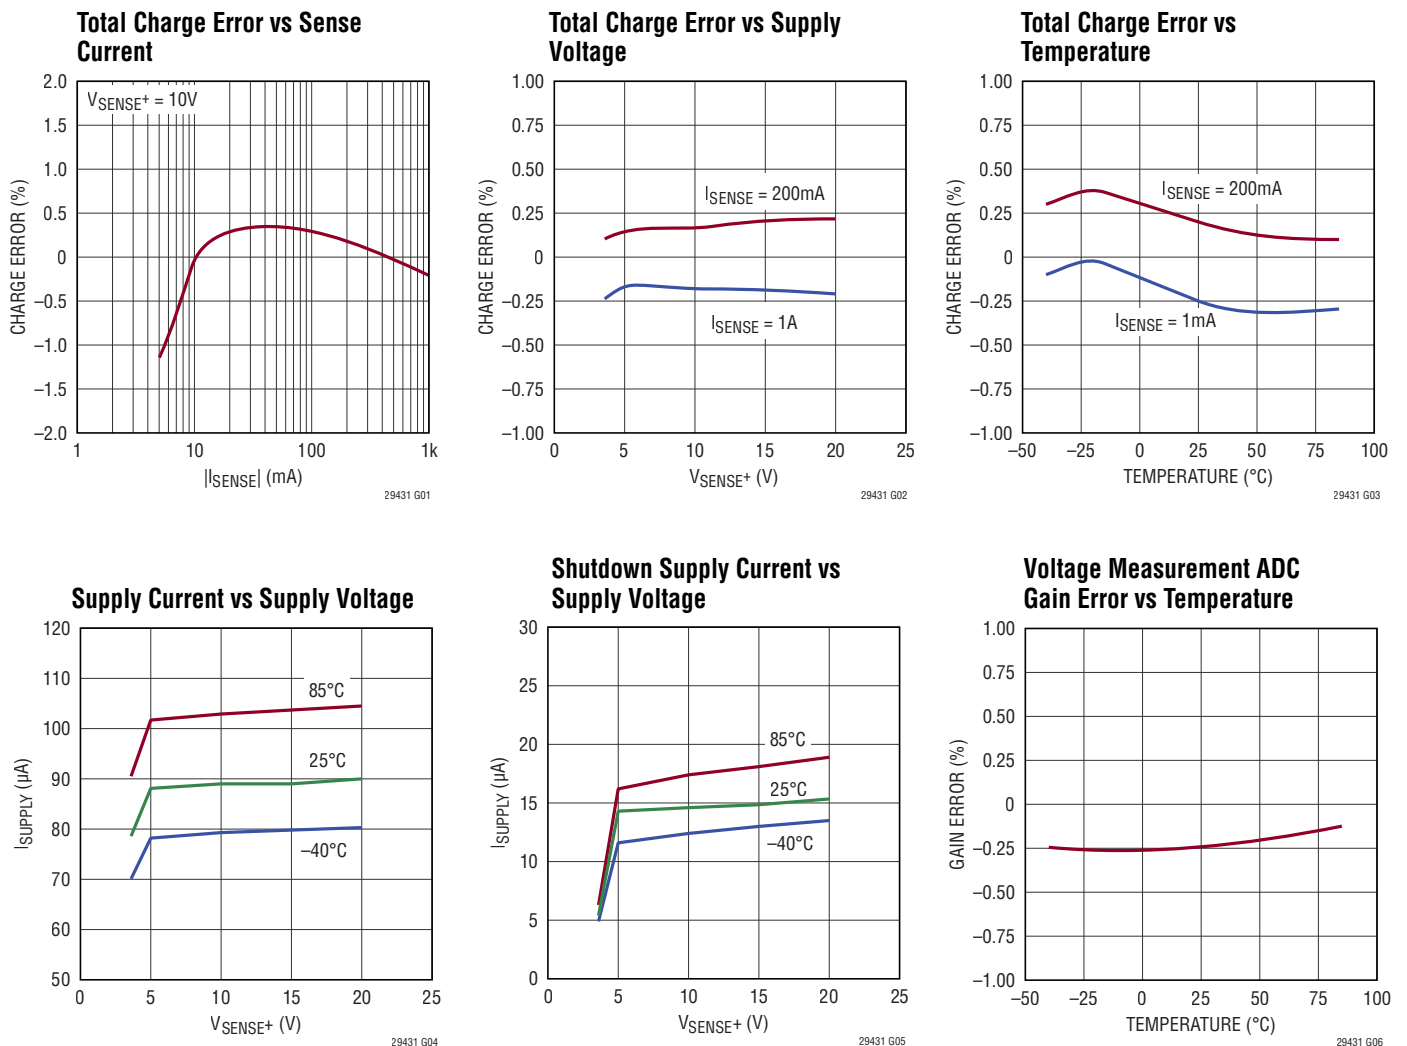 Total Charge Error vs Sense
Current
2.0
1.5
1.0
0.5
0
–0.5
–1.0
–1.5
–2.0
CHARGE ERROR (%)
VSENSE+ = 10V
1
10
100
1k
|ISENSE| (mA)
29431 G01
Total Charge Error vs Supply
Voltage
1.00
0.75
0.50
0.25
0
–0.25
–0.50
–0.75
–1.00
CHARGE ERROR (%)
ISENSE = 200mA
ISENSE = 1A
0
5
10
15
20
25
VSENSE+ (V)
29431 G02
Total Charge Error vs
Temperature
1.00
0.75
0.50
0.25
0
–0.25
–0.50
–0.75
–1.00
CHARGE ERROR (%)
ISENSE = 200mA
ISENSE = 1mA
–50
–25
0
25
50
75
100
TEMPERATURE (°C)
29431 G03
Supply Current vs Supply Voltage
120
110
100
90
80
70
60
50
ISUPPLY (µA)
85°C
25°C
–40°C
0
5
10
15
20
25
VSENSE+ (V)
29431 G04
Shutdown Supply Current vs
Supply Voltage
30
25
20
15
10
5
0
ISUPPLY (µA)
85°C
25°C
–40°C
0
5
10
15
20
25
VSENSE+ (V)
29431 G05
Voltage Measurement ADC
Gain Error vs Temperature
1.00
0.75
0.50
0.25
0
–0.25
–0.50
–0.75
–1.00
GAIN ERROR (%)
–50
–25
0
25
50
75
100
TEMPERATURE (°C)
29431 G06